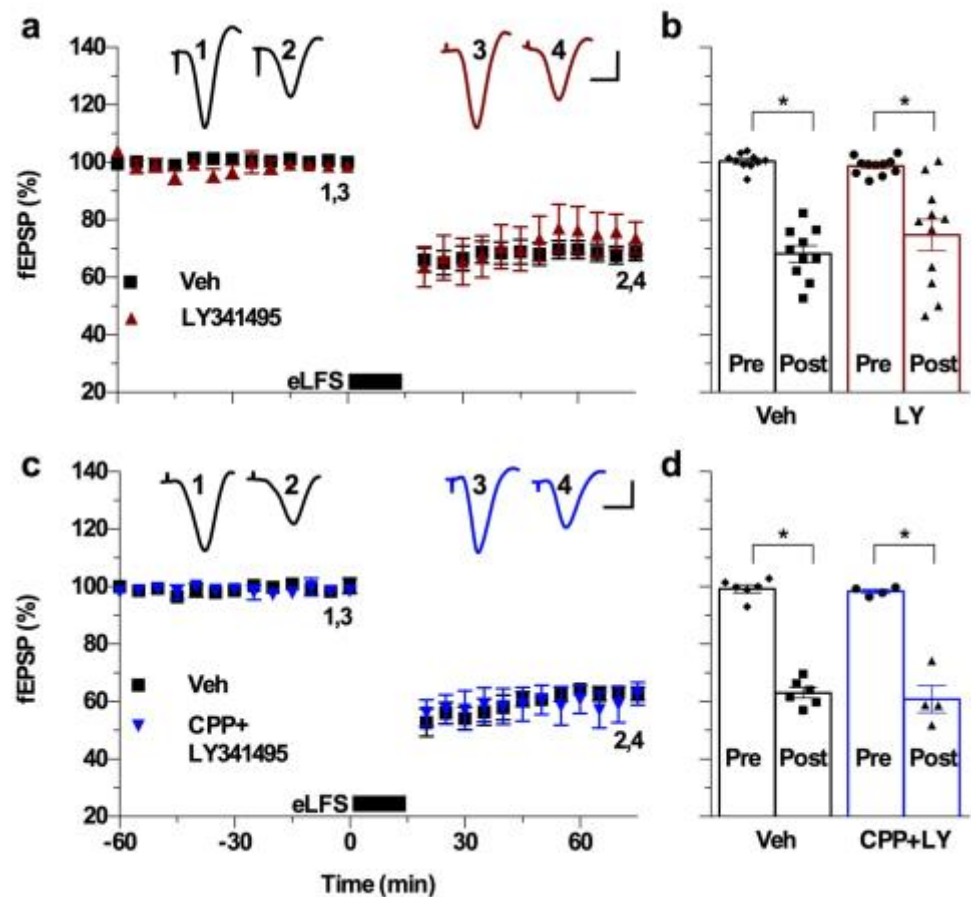 a
b
140
120
100
80
60
40
20
fEPSP (%)
1
2
3
4
1,3
2,4
Veh
LY341495
eLFS
*
*
Pre
Post
Pre
Post
Veh
LY
c
d
140
120
100
80
60
40
20
fEPSP (%)
1
2
3
4
1,3
2,4
Veh
CPP+
LY341495
eLFS
-60
-30
0
30
60
Time (min)
*
*
Pre
Post
Pre
Post
Veh
CPP+LY